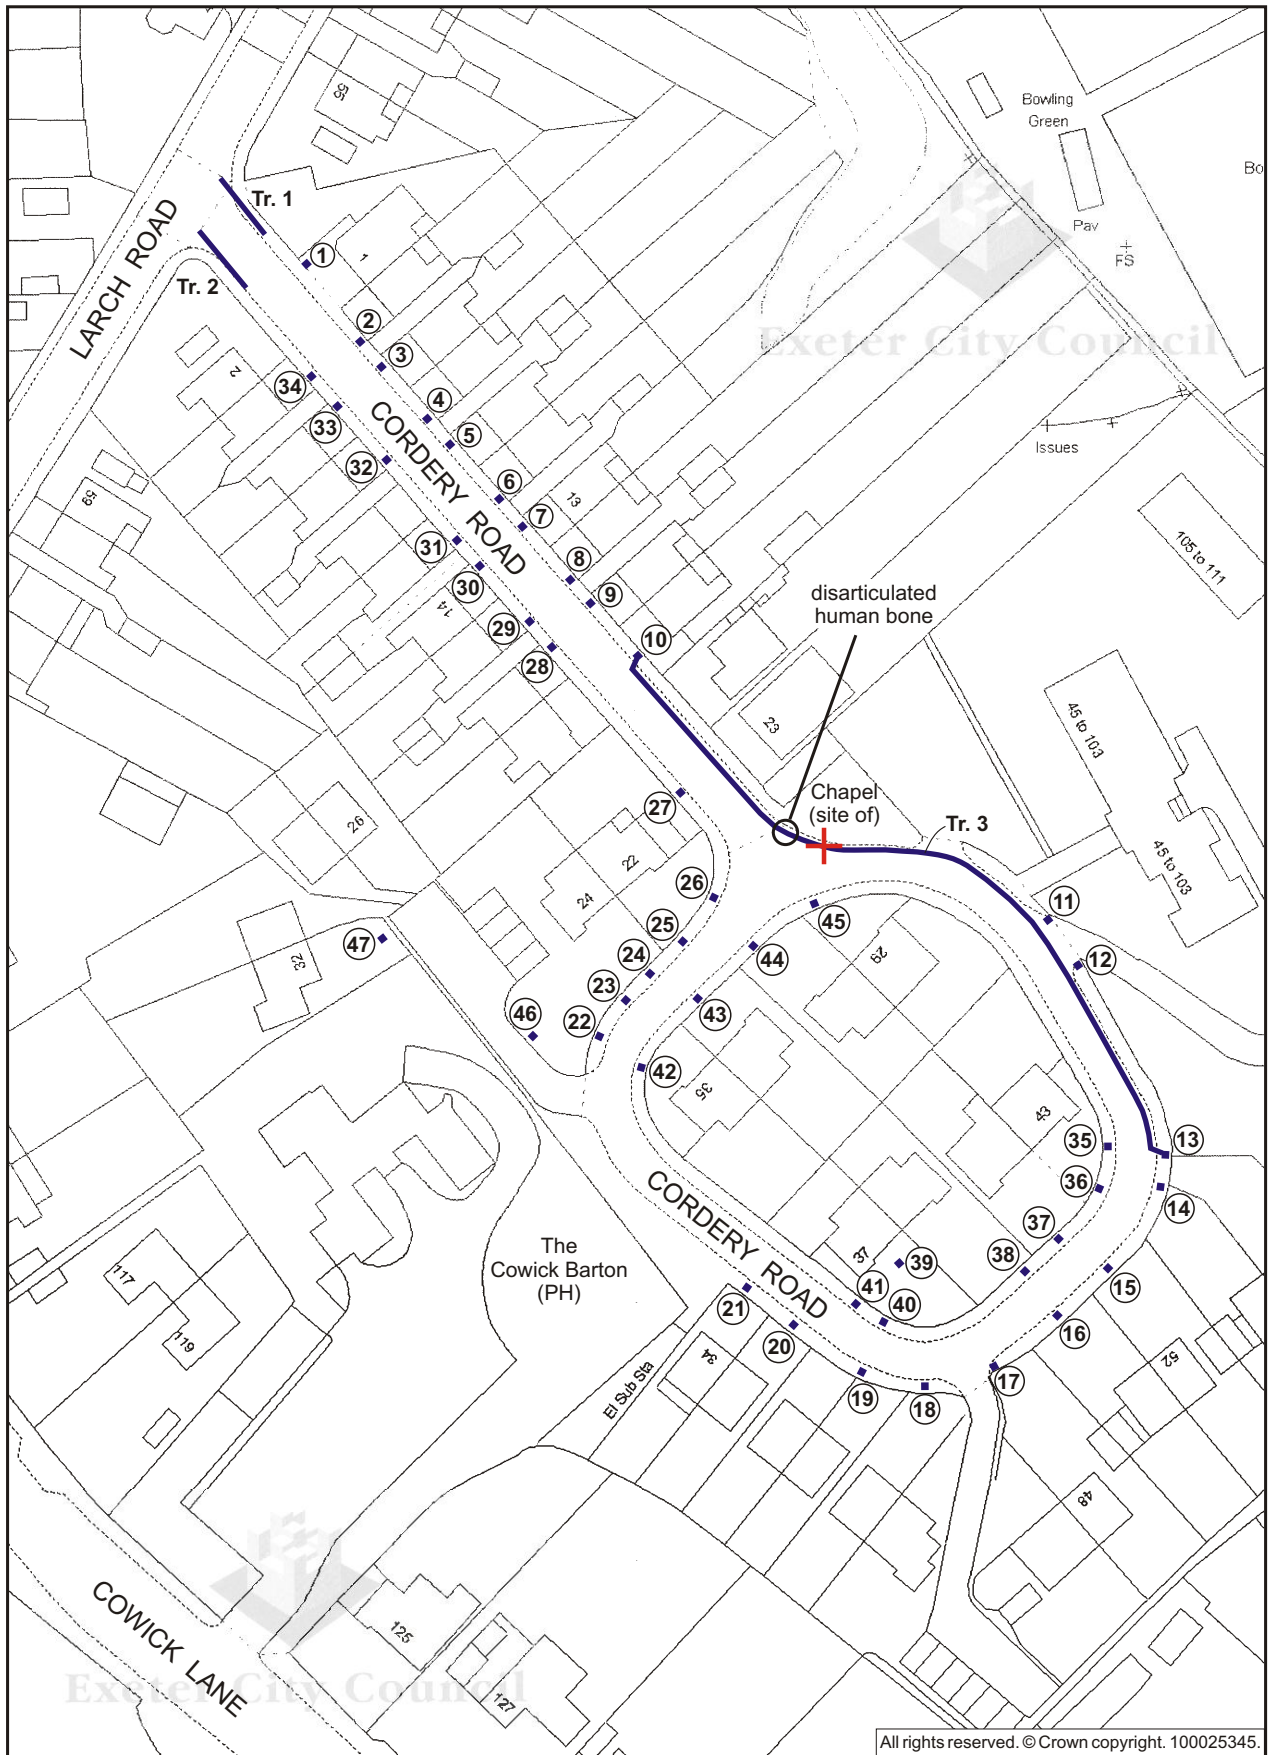 55
Bowling
Green
Bo
Pav
FS
Exeter City Council
Issues
105 to 111
LARCH ROAD
Tr. 1
Tr. 2
1
1
2
3
4
5
6
7
8
9
10
2
34
33
32
31
30
29
28
CORDERY ROAD
13
59
14
disarticulated
human bone
45 to 103
45 to 103
23
Chapel
(site of)
Tr. 3
26
22
24
27
26
25
24
23
22
46
47
32
11
12
45
44
43
42
29
35
43
37
35
36
37
38
39
40
41
13
14
15
16
17
18
19
20
21
CORDERY ROAD
The
Cowick Barton
(PH)
117
119
34
El Sub Sta
52
48
COWICK LANE
125
127
Exeter City Council
All rights reserved. © Crown copyright. 100025345.